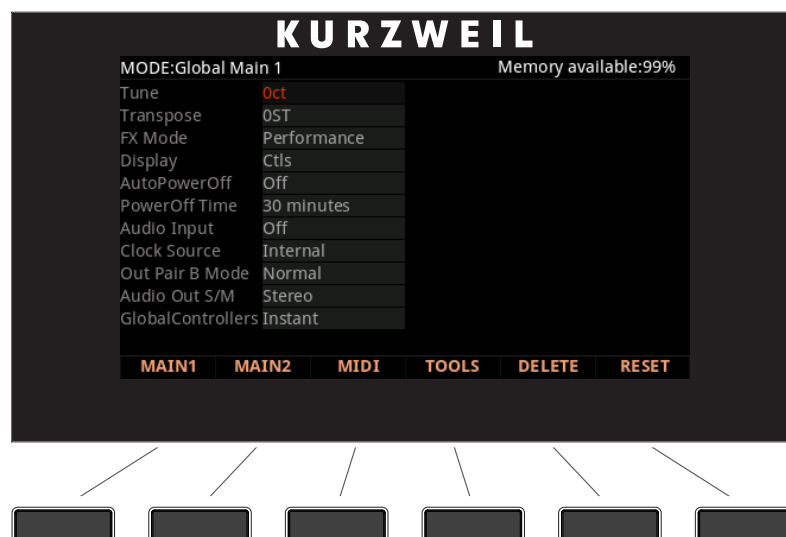 KURZWEIL
MODE:Global Main 1 Memory available:99%
Tune 0ct
Transpose 0ST
FX Mode Performance
Display Ctls
AutoPowerOff Off
PowerOff Time 30 minutes
Audio Input Off
Clock Source Internal
Out Pair B Mode Normal
Audio Out S/M Stereo
GlobalControllers Instant
MAIN1 MAIN2 MIDI TOOLS DELETE RESET